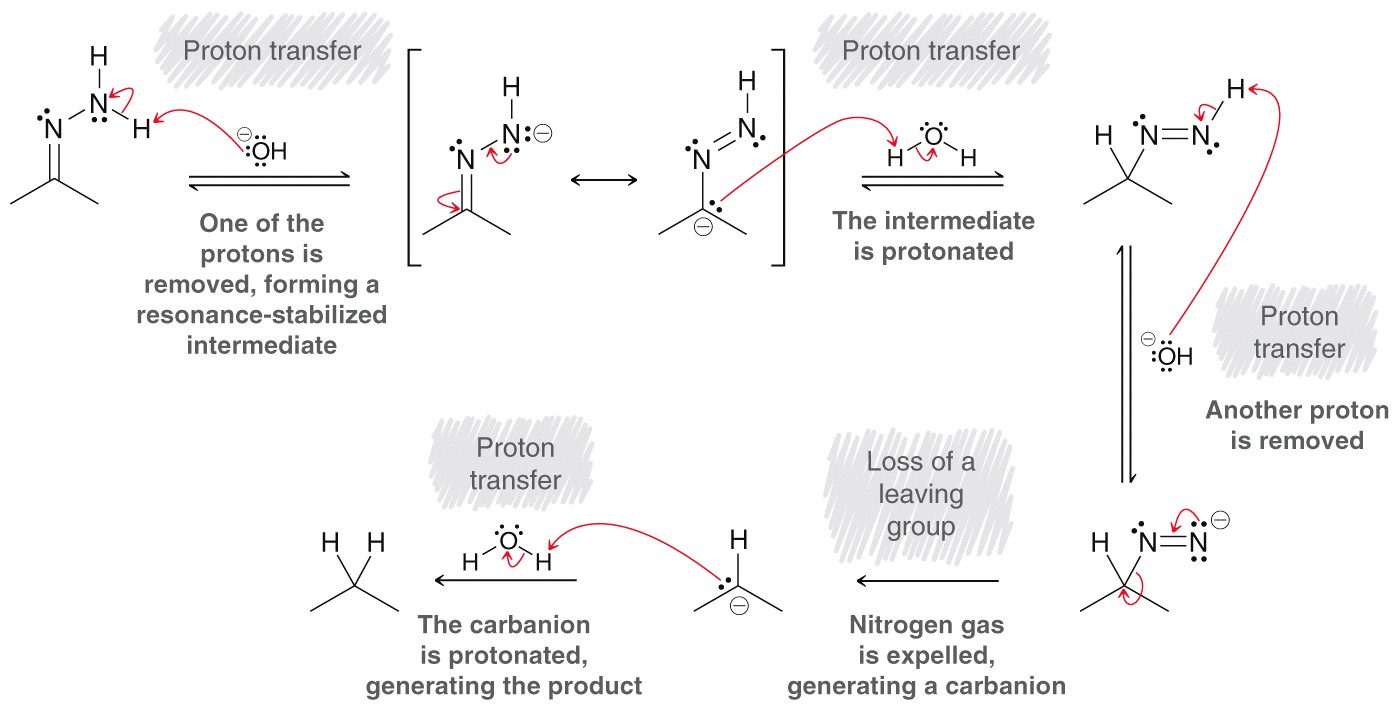 Proton transfer
Proton transfer
H
N
N
H
⊖
:OH
One of the
protons is
removed, forming a
resonance-stabilized
intermediate
H
N
N:⊖
H
N
N
⊖
H
O
H
The intermediate
is protonated
H
H
N=N
⊖
:OH
Proton
transfer
Another proton
is removed
H
N=N
⊖
Loss of a
leaving
group
Nitrogen gas
is expelled,
generating a carbanion
H
⊖
Proton
transfer
H
O
H
The carbanion
is protonated,
generating the product
H H